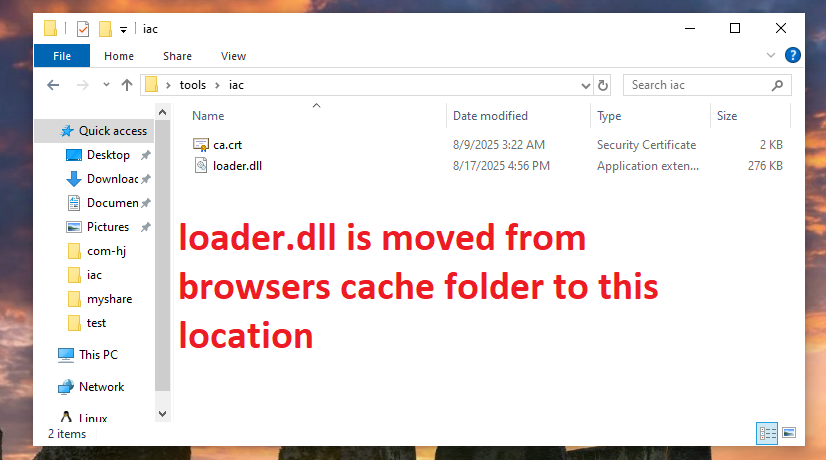 iac
File Home Share View
tools iac Search iac
Name Date modified Type Size
Quick access
Desktop
Downloac
Documen
Pictures
com-hj
iac
myshare
test
This PC
Network
Linux
ca.crt 8/9/2025 3:22 AM Security Certificate 2 KB
loader.dll 8/17/2025 4:56 PM Application exten... 276 KB
loader.dll is moved from
browsers cache folder to this
location
2 items